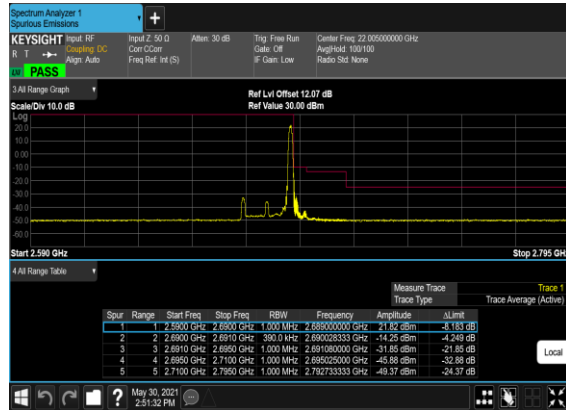 Spectrum Analyzer 1
Spurious Emissions
+
KEYSIGHT Input: RF Input Z: 50 Ω Atten: 30 dB Trig: Free Run Center Freq: 22.005000000 GHz
R T Coupling: DC Corr CCorr Gate: Off Avg|Hold: 100/100
Align: Auto Freq Ref: Int (S) IF Gain: Low Radio Std: None
PASS
3 All Range Graph
Ref Lvl Offset 12.07 dB
Scale/Div 10.0 dB Ref Value 30.00 dBm
Log
20.0
10.0
0.00
-10.0
-20.0
-30.0
-40.0
-50.0
-60.0
Start 2.590 GHz Stop 2.795 GHz
4 All Range Table
Measure Trace Trace 1
Trace Type Trace Average (Active)
Spur Range Start Freq Stop Freq RBW Frequency Amplitude ΔLimit
1 1 2.5900 GHz 2.6900 GHz 1.000 MHz 2.689000000 GHz 21.82 dBm -8.183 dB
2 2 2.6900 GHz 2.6910 GHz 390.0 kHz 2.690028333 GHz -14.25 dBm -4.249 dB
3 3 2.6910 GHz 2.6950 GHz 1.000 MHz 2.691080000 GHz -31.85 dBm -21.85 dB
4 4 2.6950 GHz 2.7100 GHz 1.000 MHz 2.695025000 GHz -45.88 dBm -32.88 dB
5 5 2.7100 GHz 2.7950 GHz 1.000 MHz 2.792733333 GHz -49.37 dBm -24.37 dB
Local
?
May 30, 2021
2:51:32 PM